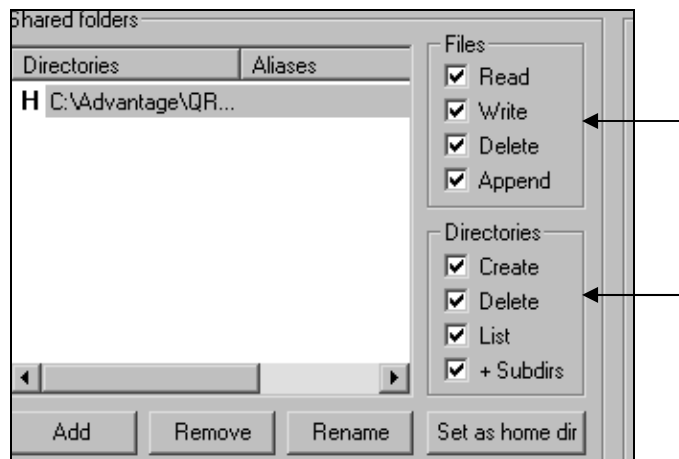 Shared folders
Directories Aliases
H C:\Advantage\QR...
Files
Read
Write
Delete
Append
Directories
Create
Delete
List
+ Subdirs
Add Remove Rename Set as home dir